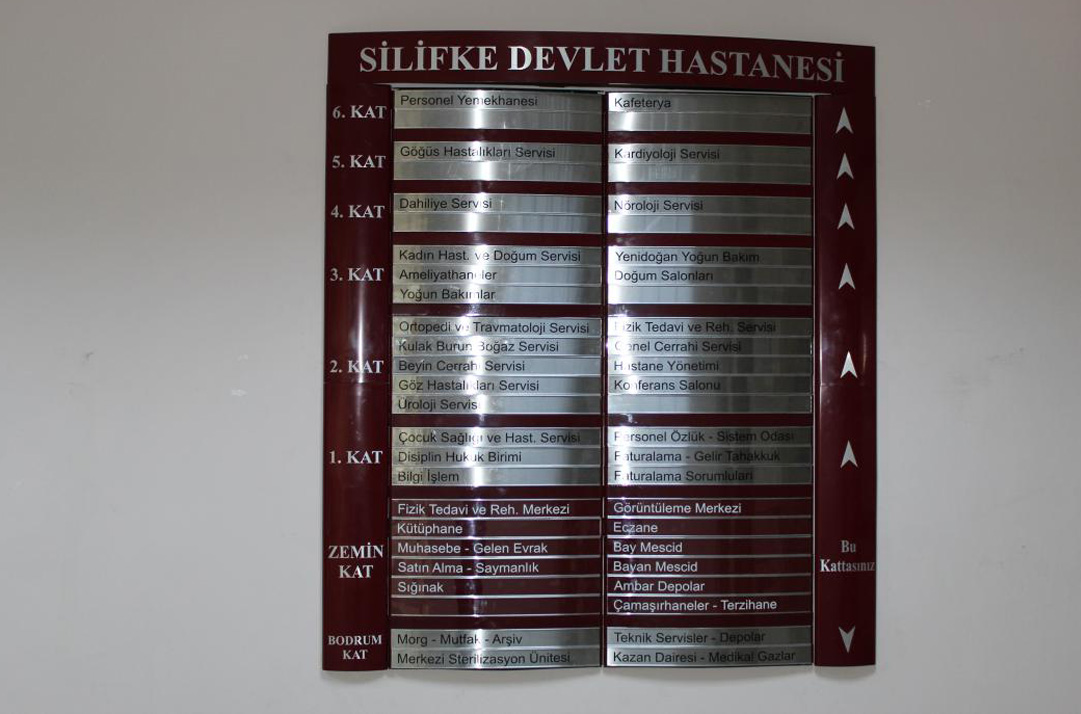 SİLİFKE DEVLET HASTANESİ
6. KAT
Personel Yemekhanesi
Kafeterya
5. KAT
Göğüs Hastalıkları Servisi
Kardiyoloji Servisi
4. KAT
Dahiliye Servisi
Nöroloji Servisi
3. KAT
Kadın Hast. ve Doğum Servisi
Yenidoğan Yoğun Bakım
Ameliyathaneler
Doğum Salonları
Yoğun Bakımlar
2. KAT
Ortopedi ve Travmatoloji Servisi
Fizik Tedavi ve Reh. Servisi
Kulak Burun Boğaz Servisi
Genel Cerrahi Servisi
Beyin Cerrahi Servisi
Hastane Yönetimi
Göz Hastalıkları Servisi
Konferans Salonu
Üroloji Servisi
1. KAT
Çocuk Sağlığı ve Hast. Servisi
Personel Özlük - Sistem Odası
Disiplin Hukuk Birimi
Faturalama - Gelir Tahakkuk
Bilgi İşlem
Faturalama Sorumluları
ZEMİN
KAT
Fizik Tedavi ve Reh. Merkezi
Görüntüleme Merkezi
Kütüphane
Eczane
Muhasebe - Gelen Evrak
Bay Mescid
Satın Alma - Saymanlık
Bayan Mescid
Sığınak
Ambar Depolar
Çamaşırhaneler - Terzihane
Bu
Kattasınız
BODRUM
KAT
Morg - Mutfak - Arşiv
Teknik Servisler - Depolar
Merkezi Sterilizasyon Ünitesi
Kazan Dairesi - Medikal Gazlar